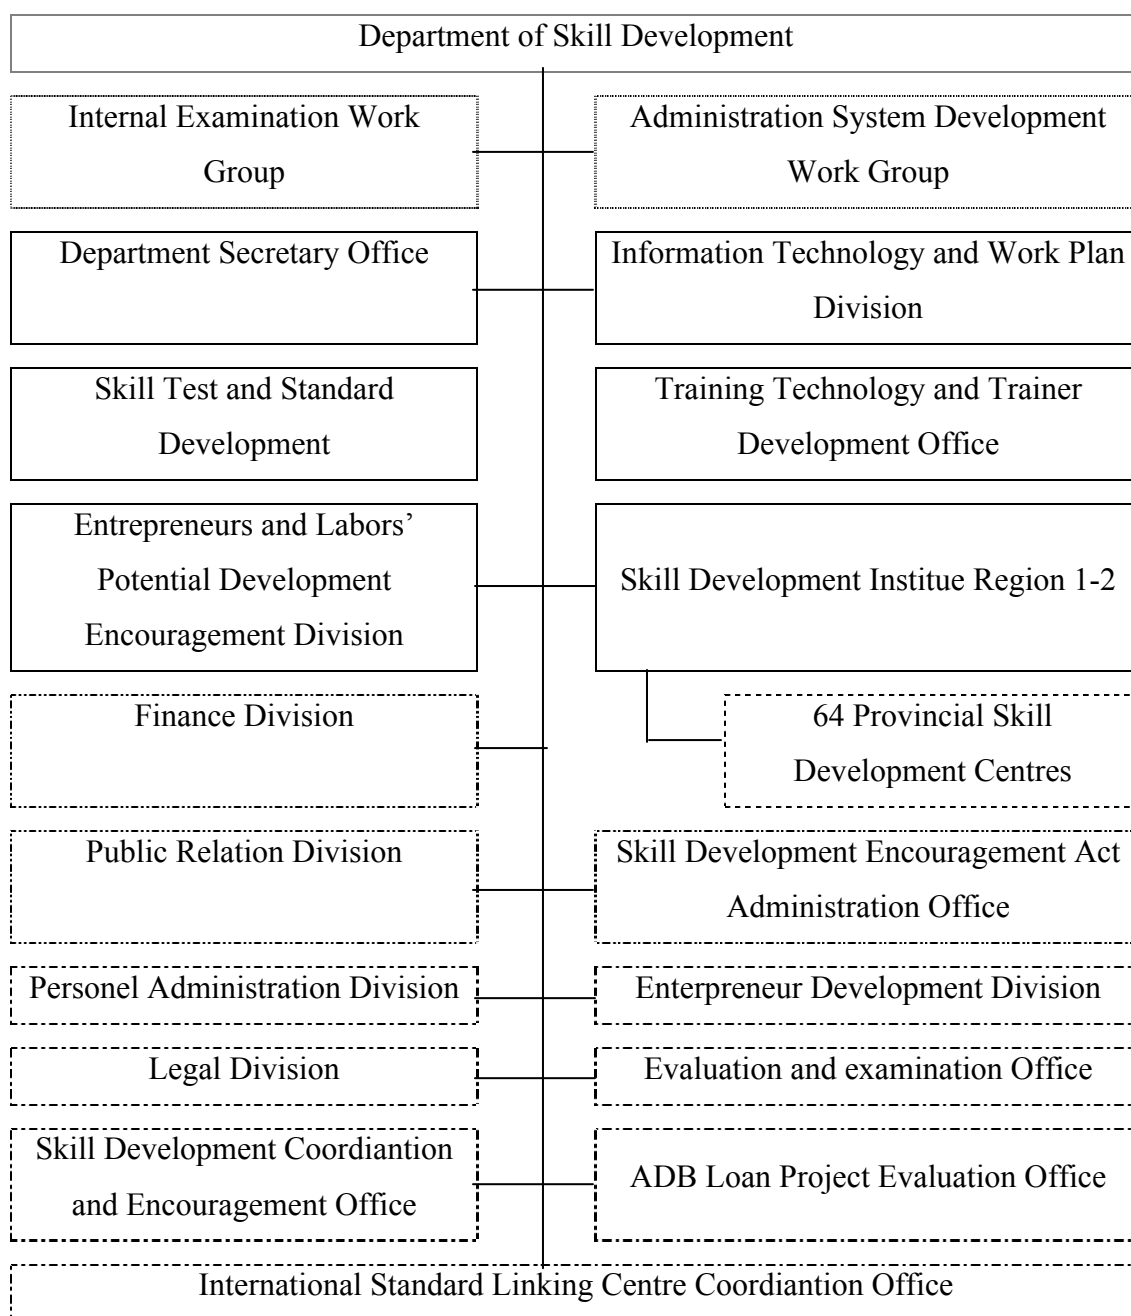 Department of Skill Development
Internal Examination Work
Group
Administration System Development
Work Group
Department Secretary Office
Information Technology and Work Plan
Division
Skill Test and Standard
Development
Training Technology and Trainer
Development Office
Entrepreneurs and Labors’
Potential Development
Encouragement Division
Skill Development Institue Region 1-2
Finance Division
64 Provincial Skill
Development Centres
Public Relation Division
Skill Development Encouragement Act
Administration Office
Personel Administration Division
Enterpreneur Development Division
Legal Division
Evaluation and examination Office
Skill Development Coordiantion
and Encouragement Office
ADB Loan Project Evaluation Office
International Standard Linking Centre Coordiantion Office